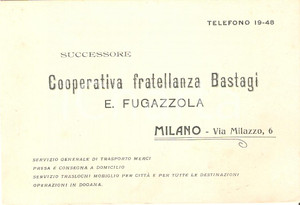 TELEFONO 19-48
SUCCESSORE
Cooperativa fratellanza Bastagi
E. FUGAZZOLA
MILANO - Via Milazzo, 6
SERVIZIO GENERALE DI TRASPORTO MERCI
PRESA E CONSEGNA A DOMICILIO
SERVIZIO TRASLOCHI MOBIGLIO PER CITTÀ E PER TUTTE LE DESTINAZIONI
OPERAZIONI IN DOGANA.